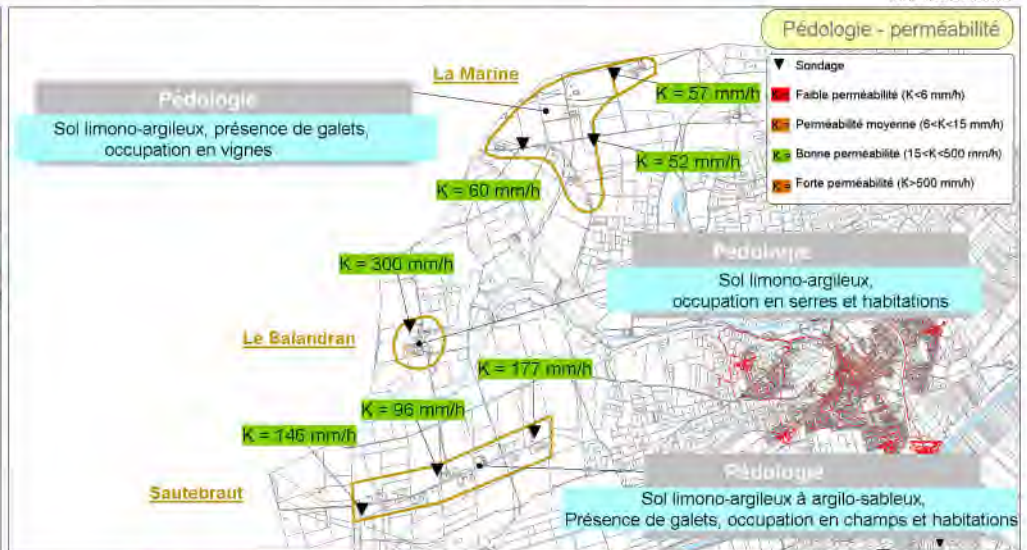 Pédologie - perméabilité
Sondage
K= Faible perméabilité (K<6 mm/h)
K= Perméabilité moyenne (6<K<15 mm/h)
K= Bonne perméabilité (15<K<500 mm/h)
K= Forte perméabilité (K>500 mm/h)
La Marine
Pédologie
Sol limono-argileux, présence de galets,
occupation en vignes
K = 57 mm/h
K = 52 mm/h
K = 60 mm/h
K = 300 mm/h
Pédologie
Sol limono-argileux,
occupation en serres et habitations
Le Balandran
K = 177 mm/h
K = 96 mm/h
K = 146 mm/h
Sautebraut
Pédologie
Sol limono-argileux à argilo-sableux,
Présence de galets, occupation en champs et habitations